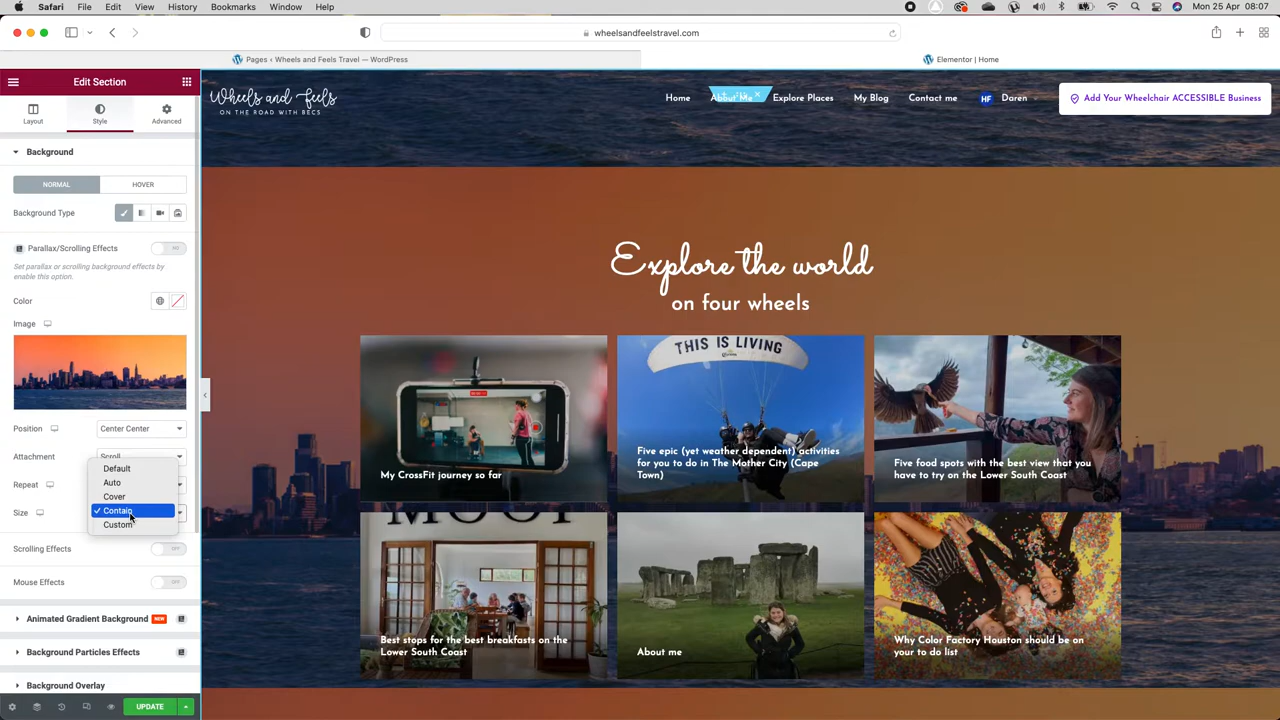 Safari File Edit View History Bookmarks Window Help
Mon 25 Apr 08:07
wheelsandfeelstravel.com
Pages ‹ Wheels and Feels Travel — WordPress
Elementor | Home
Edit Section
Layout Style Advanced
Background
NORMAL HOVER
Background Type
Parallax/Scrolling Effects
Set parallax or scrolling background effects by
enable this option.
Color
Image
Position Center Center
Attachment Scroll
Repeat
Size
Default
Auto
Cover
✓ Contain
Custom
Scrolling Effects OFF
Mouse Effects OFF
Animated Gradient Background NEW
Background Particles Effects
Background Overlay
UPDATE
Wheels and Feels
ON THE ROAD WITH BECS
Home About Me Explore Places My Blog Contact me HF Daren
Add Your Wheelchair ACCESSIBLE Business
Explore the world
on four wheels
My CrossFit journey so far
THIS IS LIVING
Five epic (yet weather dependent) activities
for you to do in The Mother City (Cape
Town)
Five food spots with the best view that you
have to try on the Lower South Coast
MOOI
Best stops for the best breakfasts on the
Lower South Coast
About me
Why Color Factory Houston should be on
your to do list